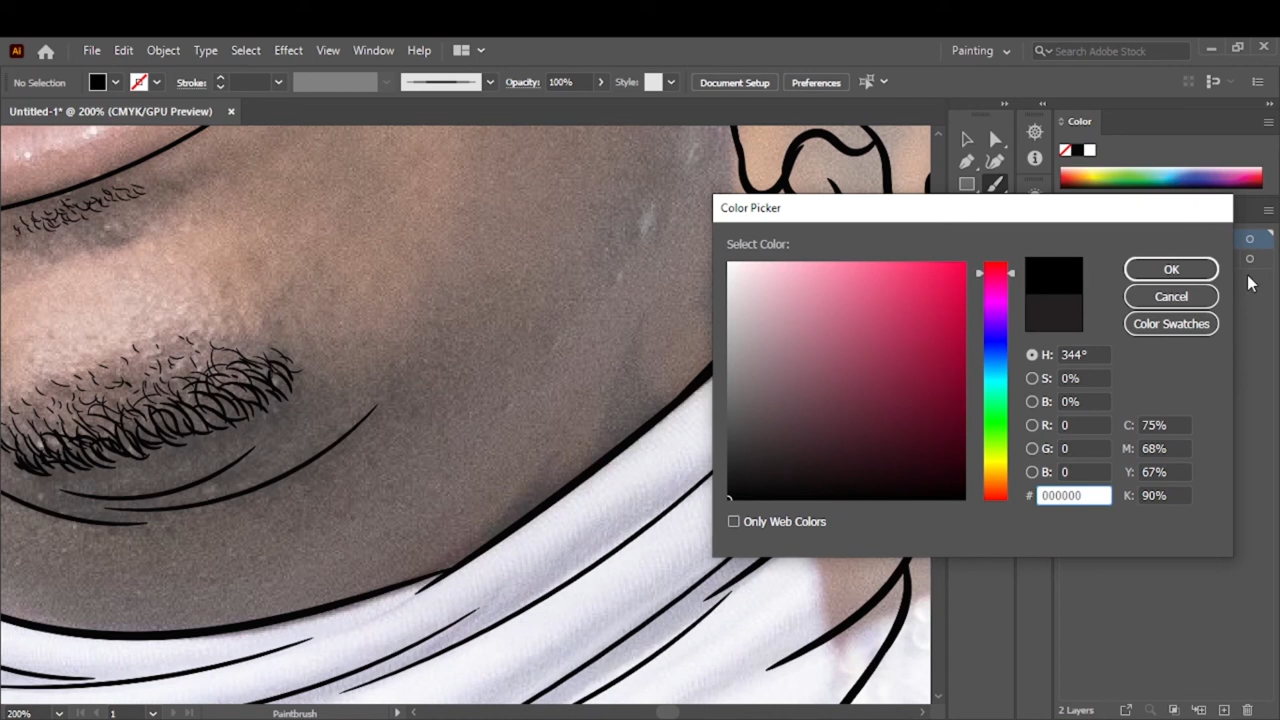 Ai File Edit Object Type Select Effect View Window Help Painting Search Adobe Stock
No Selection Stroke: Opacity: 100% Style: Document Setup Preferences
Untitled-1* @ 200% (CMYK/GPU Preview)
Color
Color Picker
Select Color:
OK
Cancel
Color Swatches
H: 344°
S: 0%
B: 0%
R: 0 C: 75%
G: 0 M: 68%
B: 0 Y: 67%
# 000000 K: 90%
Only Web Colors
200% 1 Paintbrush 2 Layers